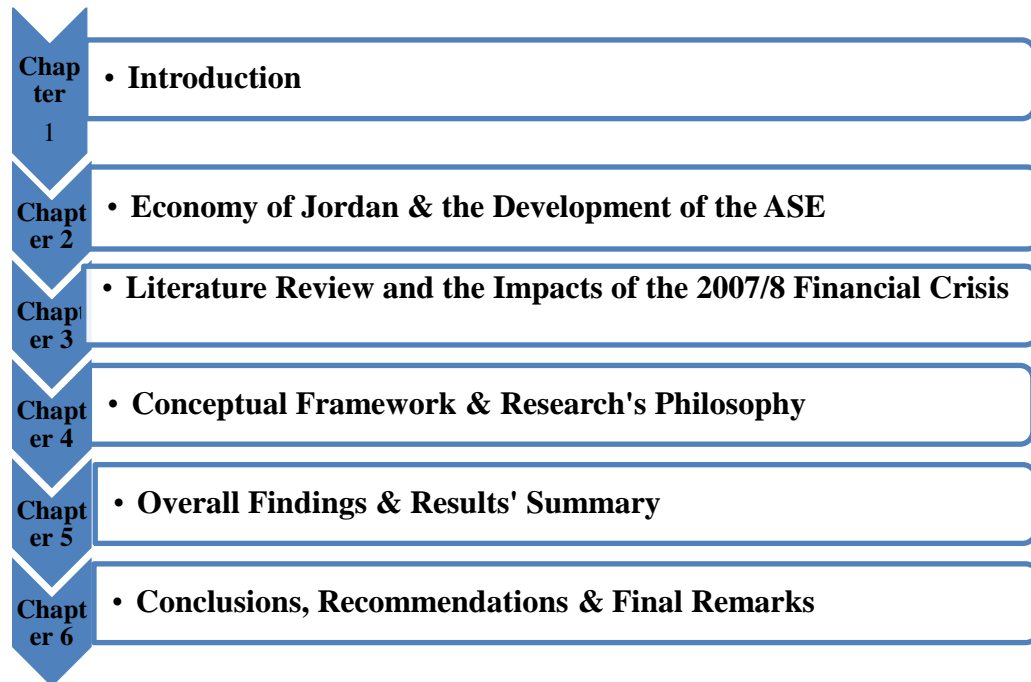 Chap
ter
1
• Introduction
Chapt
er 2
• Economy of Jordan & the Development of the ASE
Chapt
er 3
• Literature Review and the Impacts of the 2007/8 Financial Crisis
Chapt
er 4
• Conceptual Framework & Research's Philosophy
Chapt
er 5
• Overall Findings & Results' Summary
Chapt
er 6
• Conclusions, Recommendations & Final Remarks